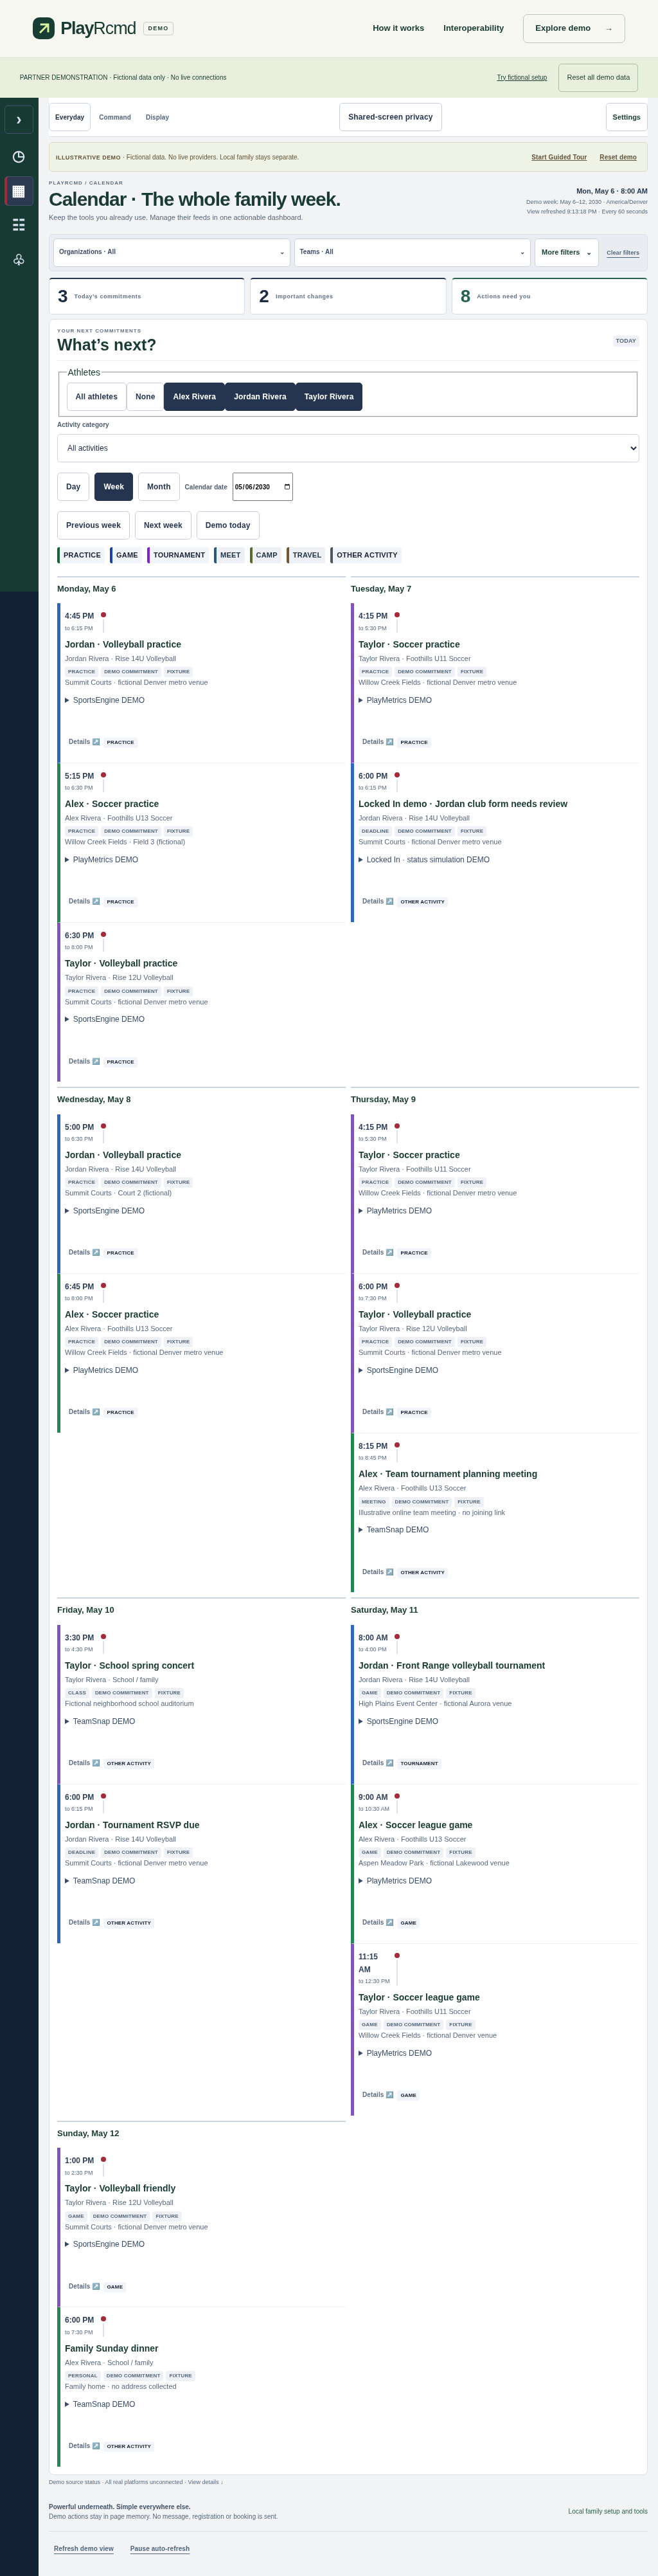 PlayRcmd DEMO How it works Interoperability Explore demo →
PARTNER DEMONSTRATION · Fictional data only · No live connections Try fictional setup Reset all demo data
Everyday Command Display Shared-screen privacy Settings
ILLUSTRATIVE DEMO · Fictional data. No live providers. Local family stays separate. Start Guided Tour Reset demo
PLAYRCMD / CALENDAR
Calendar · The whole family week.
Keep the tools you already use. Manage their feeds in one actionable dashboard.
Mon, May 6 · 8:00 AM
Demo week: May 6–12, 2030 · America/Denver
View refreshed 9:13:18 PM · Every 60 seconds
Organizations · All Teams · All More filters Clear filters
3 Today's commitments 2 Important changes 8 Actions need you
YOUR NEXT COMMITMENTS
What's next? TODAY
Athletes
All athletes None Alex Rivera Jordan Rivera Taylor Rivera
Activity category
All activities
Day Week Month Calendar date 05/06/2030
Previous week Next week Demo today
PRACTICE GAME TOURNAMENT MEET CAMP TRAVEL OTHER ACTIVITY
Monday, May 6
4:45 PM
to 6:15 PM
Jordan · Volleyball practice
Jordan Rivera · Rise 14U Volleyball
PRACTICE DEMO COMMITMENT FIXTURE
Summit Courts · fictional Denver metro venue
▶ SportsEngine DEMO
Details ↗ PRACTICE
5:15 PM
to 6:30 PM
Alex · Soccer practice
Alex Rivera · Foothills U13 Soccer
PRACTICE DEMO COMMITMENT FIXTURE
Willow Creek Fields · Field 3 (fictional)
▶ PlayMetrics DEMO
Details ↗ PRACTICE
6:30 PM
to 8:00 PM
Taylor · Volleyball practice
Taylor Rivera · Rise 12U Volleyball
PRACTICE DEMO COMMITMENT FIXTURE
Summit Courts · fictional Denver metro venue
▶ SportsEngine DEMO
Details ↗ PRACTICE
Tuesday, May 7
4:15 PM
to 5:30 PM
Taylor · Soccer practice
Taylor Rivera · Foothills U11 Soccer
PRACTICE DEMO COMMITMENT FIXTURE
Willow Creek Fields · fictional Denver metro venue
▶ PlayMetrics DEMO
Details ↗ PRACTICE
6:00 PM
to 6:15 PM
Locked In demo · Jordan club form needs review
Jordan Rivera · Rise 14U Volleyball
DEADLINE DEMO COMMITMENT FIXTURE
Summit Courts · fictional Denver metro venue
▶ Locked In · status simulation DEMO
Details ↗ OTHER ACTIVITY
Wednesday, May 8
5:00 PM
to 6:30 PM
Jordan · Volleyball practice
Jordan Rivera · Rise 14U Volleyball
PRACTICE DEMO COMMITMENT FIXTURE
Summit Courts · Court 2 (fictional)
▶ SportsEngine DEMO
Details ↗ PRACTICE
6:45 PM
to 8:00 PM
Alex · Soccer practice
Alex Rivera · Foothills U13 Soccer
PRACTICE DEMO COMMITMENT FIXTURE
Willow Creek Fields · fictional Denver metro venue
▶ PlayMetrics DEMO
Details ↗ PRACTICE
Thursday, May 9
4:15 PM
to 5:30 PM
Taylor · Soccer practice
Taylor Rivera · Foothills U11 Soccer
PRACTICE DEMO COMMITMENT FIXTURE
Willow Creek Fields · fictional Denver metro venue
▶ PlayMetrics DEMO
Details ↗ PRACTICE
6:00 PM
to 7:30 PM
Taylor · Volleyball practice
Taylor Rivera · Rise 12U Volleyball
PRACTICE DEMO COMMITMENT FIXTURE
Summit Courts · fictional Denver metro venue
▶ SportsEngine DEMO
Details ↗ PRACTICE
8:15 PM
to 8:45 PM
Alex · Team tournament planning meeting
Alex Rivera · Foothills U13 Soccer
MEETING DEMO COMMITMENT FIXTURE
Illustrative online team meeting · no joining link
▶ TeamSnap DEMO
Details ↗ OTHER ACTIVITY
Friday, May 10
3:30 PM
to 4:30 PM
Taylor · School spring concert
Taylor Rivera · School / family
CLASS DEMO COMMITMENT FIXTURE
Fictional neighborhood school auditorium
▶ TeamSnap DEMO
Details ↗ OTHER ACTIVITY
6:00 PM
to 6:15 PM
Jordan · Tournament RSVP due
Jordan Rivera · Rise 14U Volleyball
DEADLINE DEMO COMMITMENT FIXTURE
Summit Courts · fictional Denver metro venue
▶ TeamSnap DEMO
Details ↗ OTHER ACTIVITY
Saturday, May 11
8:00 AM
to 4:00 PM
Jordan · Front Range volleyball tournament
Jordan Rivera · Rise 14U Volleyball
GAME DEMO COMMITMENT FIXTURE
High Plains Event Center · fictional Aurora venue
▶ SportsEngine DEMO
Details ↗ TOURNAMENT
9:00 AM
to 10:30 AM
Alex · Soccer league game
Alex Rivera · Foothills U13 Soccer
GAME DEMO COMMITMENT FIXTURE
Aspen Meadow Park · fictional Lakewood venue
▶ PlayMetrics DEMO
Details ↗ GAME
11:15
AM
to 12:30 PM
Taylor · Soccer league game
Taylor Rivera · Foothills U11 Soccer
GAME DEMO COMMITMENT FIXTURE
Willow Creek Fields · fictional Denver venue
▶ PlayMetrics DEMO
Details ↗ GAME
Sunday, May 12
1:00 PM
to 2:30 PM
Taylor · Volleyball friendly
Taylor Rivera · Rise 12U Volleyball
GAME DEMO COMMITMENT FIXTURE
Summit Courts · fictional Denver metro venue
▶ SportsEngine DEMO
Details ↗ GAME
6:00 PM
to 7:30 PM
Family Sunday dinner
Alex Rivera · School / family
PERSONAL DEMO COMMITMENT FIXTURE
Family home · no address collected
▶ TeamSnap DEMO
Details ↗ OTHER ACTIVITY
Demo source status · All real platforms unconnected · View details ↓
Powerful underneath. Simple everywhere else.
Demo actions stay in page memory. No message, registration or booking is sent.
Local family setup and tools
Refresh demo view Pause auto-refresh